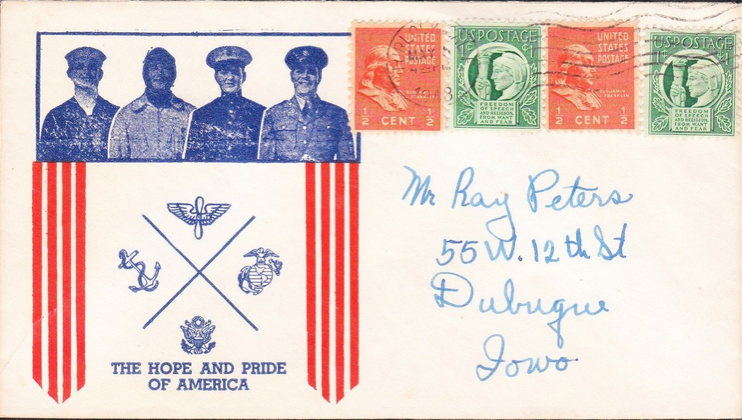 UNITED
STATES
POSTAGE
1/2
CENT
1/2
U.S. POSTAGE
1¢
¢1
FREEDOM
OF SPEECH
AND RELIGION,
FROM WANT
AND FEAR
UNITED
STATES
POSTAGE
BENJAMIN
FRANKLIN
1/2
CENT
1/2
U.S. POSTAGE
FREEDOM
OF SPEECH
AND RELIGION,
FROM WANT
AND FEAR
Mr Ray Peters
55 W. 12th St
Dubuque
Iowa
THE HOPE AND PRIDE
OF AMERICA